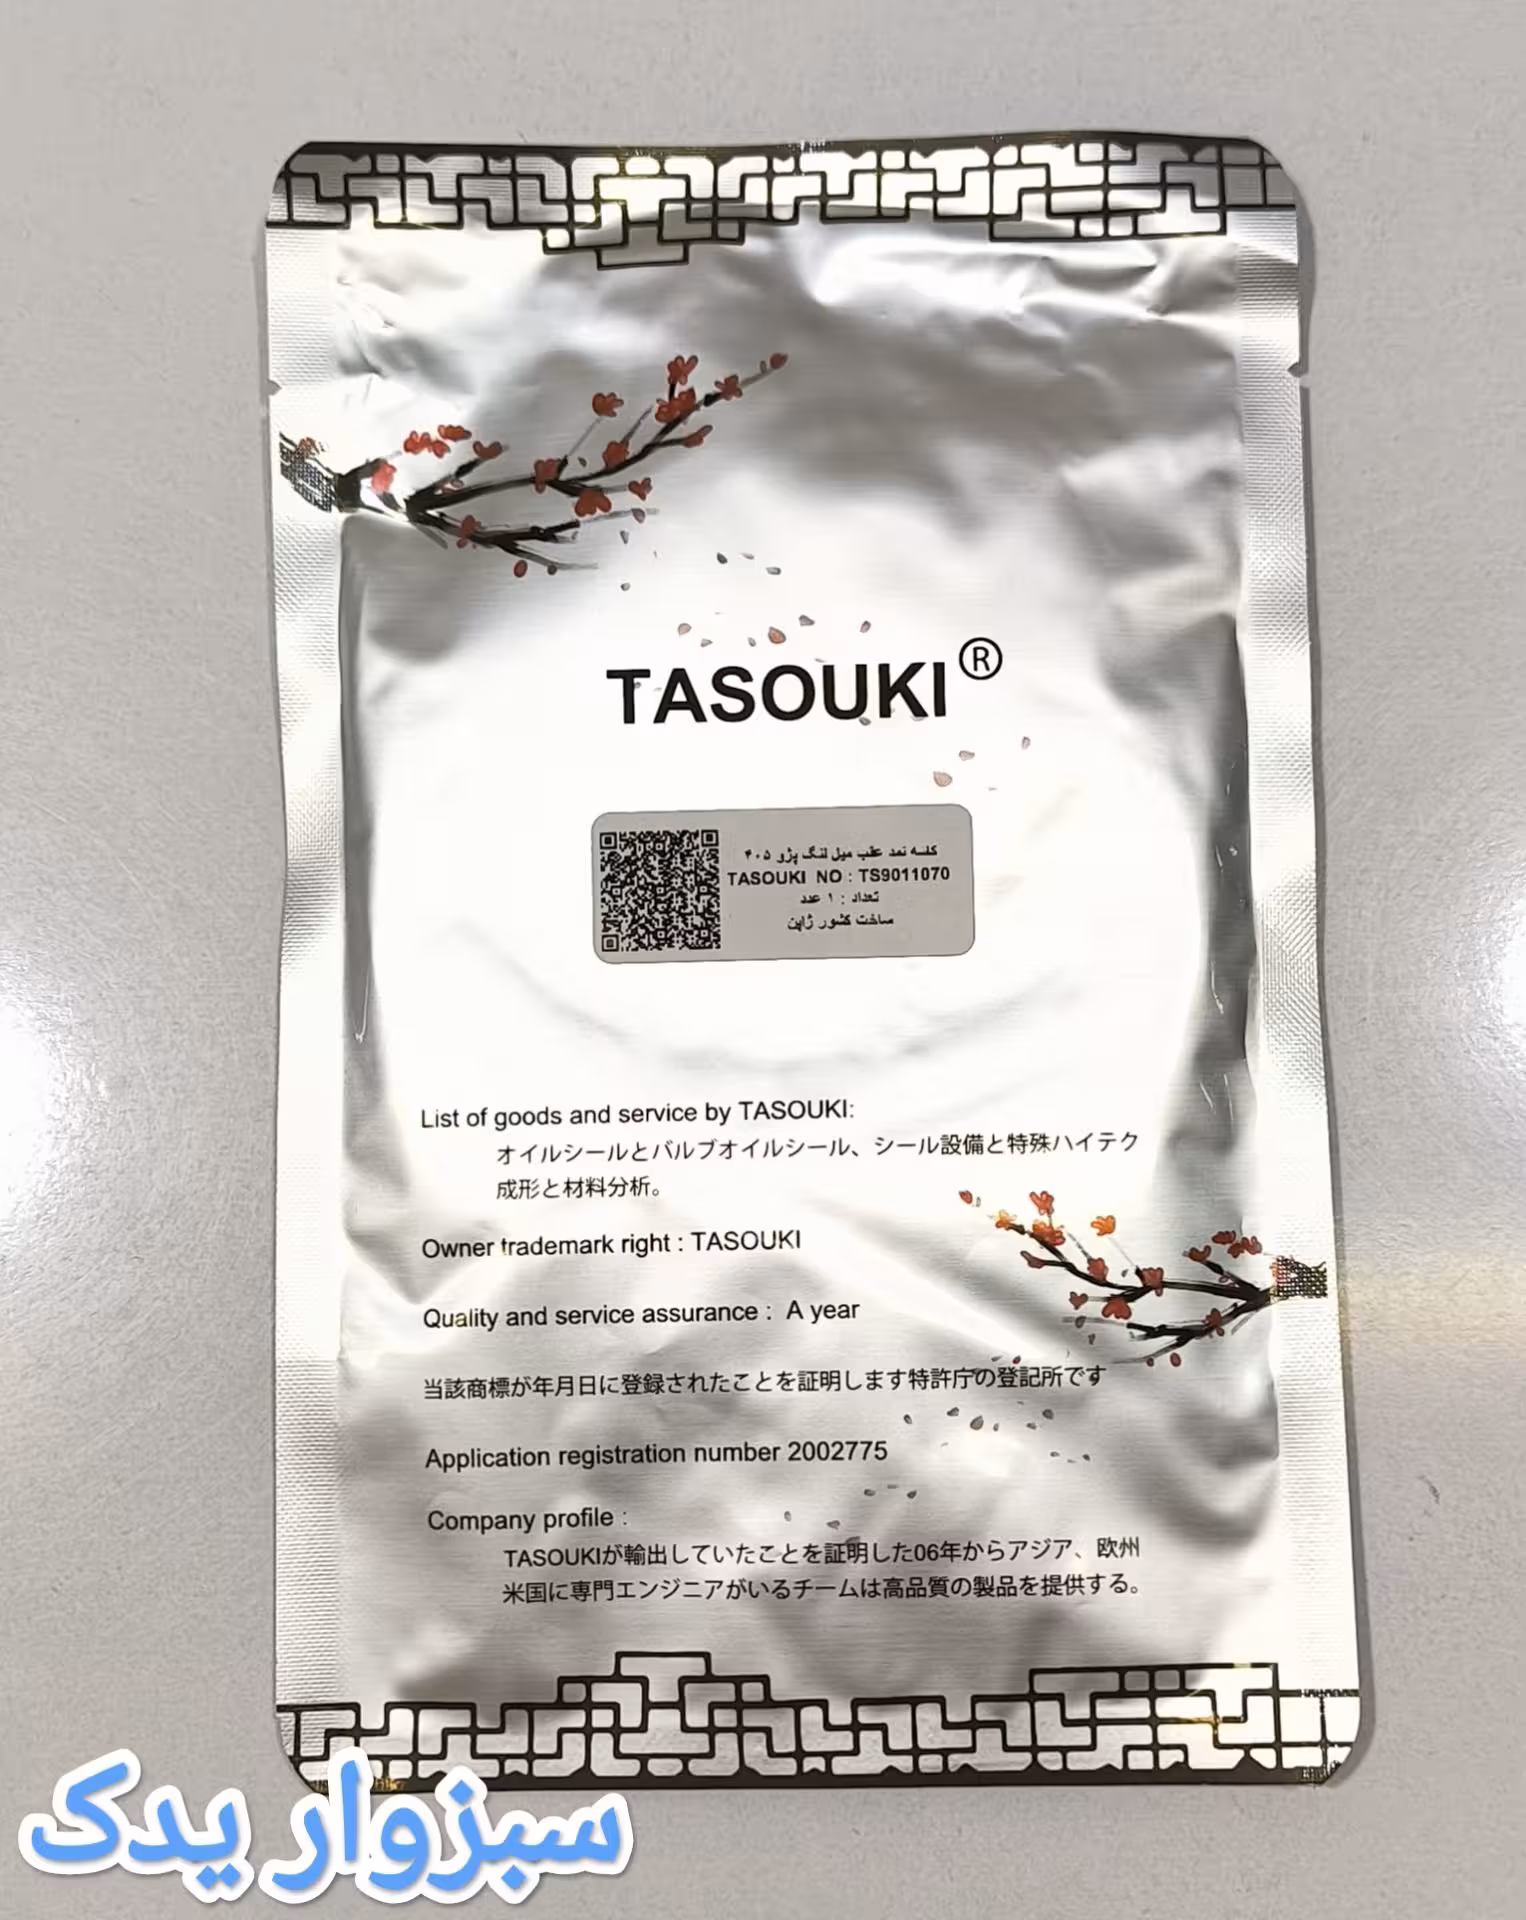 TASOUKI®
کاسه نمد عقب میل لنگ پژو ۴۰۵
TASOUKI NO : TS9011070
تعداد : ۱ عدد
ساخت کشور ژاپن
List of goods and service by TASOUKI:
オイルシールとバルブオイルシール、シール設備と特殊ハイテク
成形と材料分析。
Owner trademark right : TASOUKI
Quality and service assurance : A year
当該商標が年月日に登録されたことを証明します特許庁の登記所です
Application registration number 2002775
Company profile :
TASOUKIが輸出していたことを証明した06年からアジア、欧州
米国に専門エンジニアがいるチームは高品質の製品を提供する。
سبزوار یدک